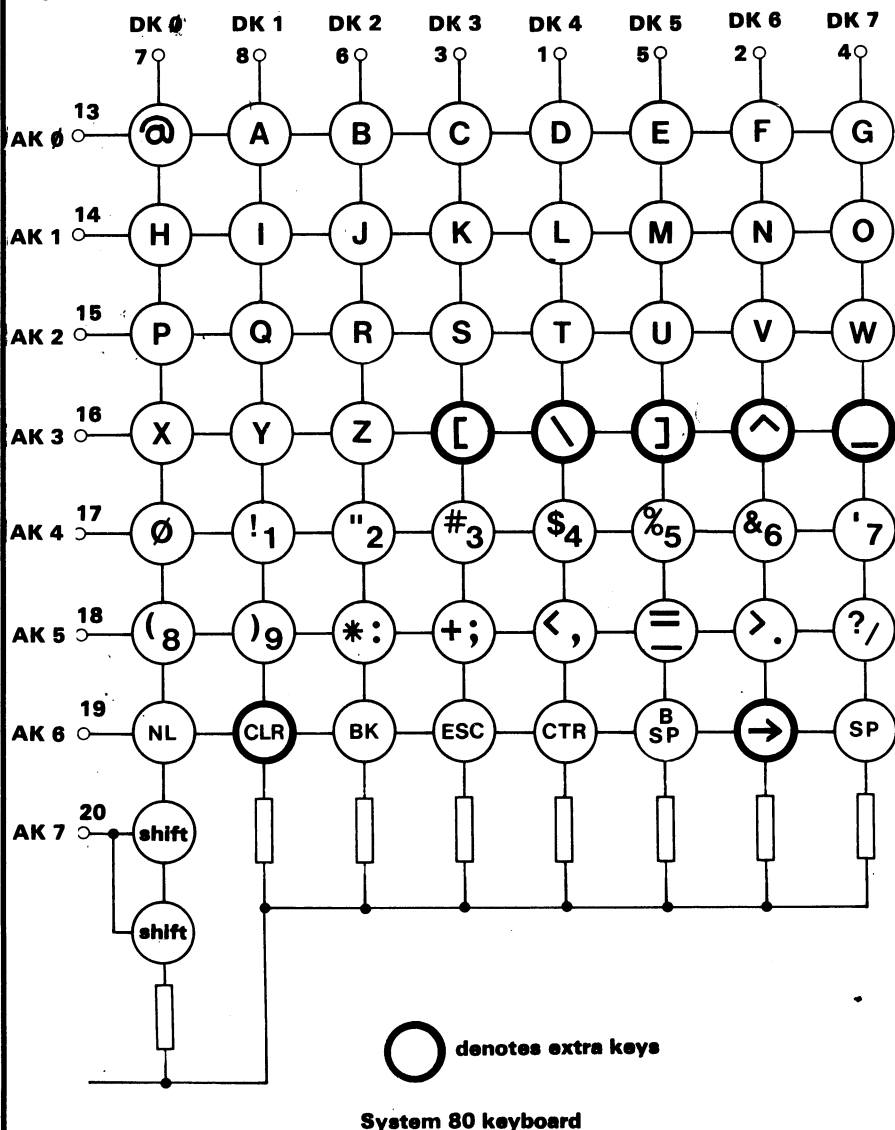 DK Ø DK 1 DK 2 DK 3 DK 4 DK 5 DK 6 DK 7
7 8 6 3 1 5 2 4
13
AK Ø @ A B C D E F G
14
AK 1 H I J K L M N O
15
AK 2 P Q R S T U V W
16
AK 3 X Y Z [ \ ] ^ _
17
AK 4 Ø !1 "2 #3 $4 %5 &6 '7
18
AK 5 (8 )9 *: +; <, =_ >. ?/
19
AK 6 NL CLR BK ESC CTR B SP → SP
20
AK 7 shift
shift
denotes extra keys
System 80 keyboard